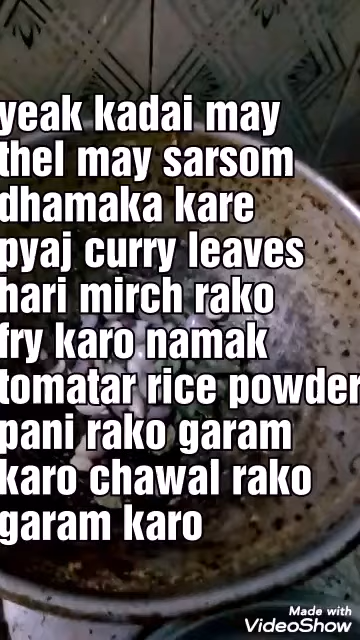 yeak kadai may
thel may sarsom
dhamaka kare
pyaj curry leaves
hari mirch rako
fry karo namak
tomatar rice powder
pani rako garam
karo chawal rako
garam karo
Made with
VideoShow